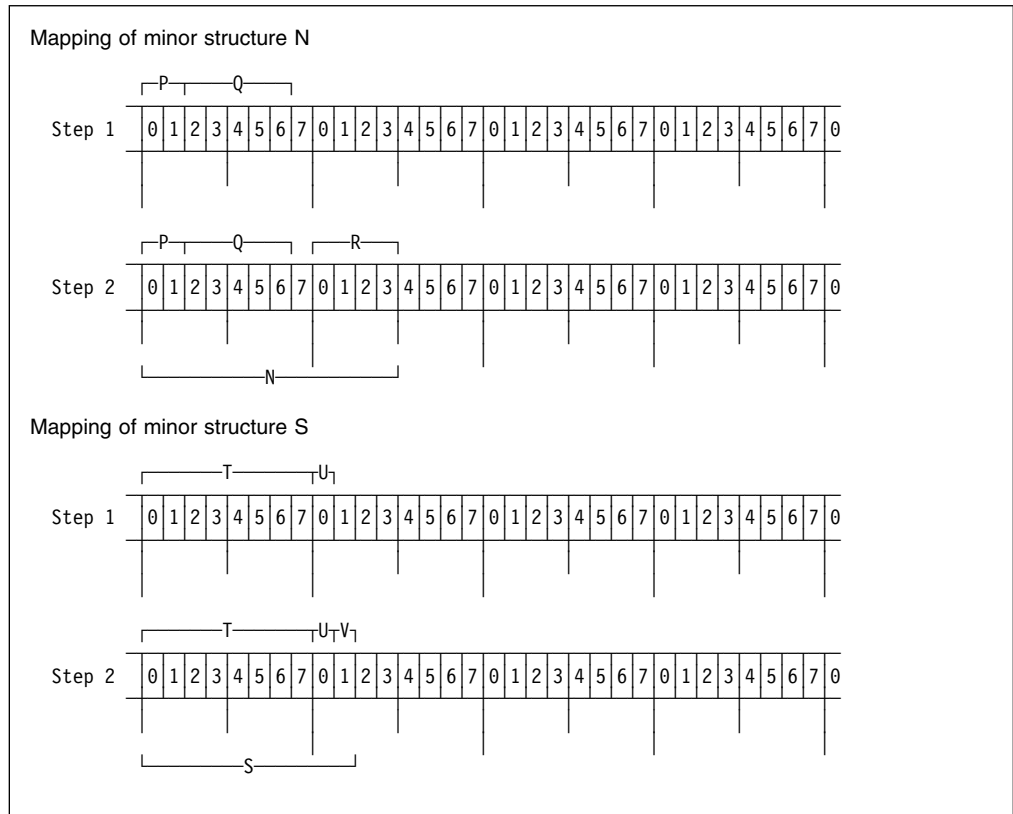 Mapping of minor structure N
P Q
Step 1 0 1 2 3 4 5 6 7 0 1 2 3 4 5 6 7 0 1 2 3 4 5 6 7 0 1 2 3 4 5 6 7 0
P Q R
Step 2 0 1 2 3 4 5 6 7 0 1 2 3 4 5 6 7 0 1 2 3 4 5 6 7 0 1 2 3 4 5 6 7 0
N
Mapping of minor structure S
T U
Step 1 0 1 2 3 4 5 6 7 0 1 2 3 4 5 6 7 0 1 2 3 4 5 6 7 0 1 2 3 4 5 6 7 0
T U V
Step 2 0 1 2 3 4 5 6 7 0 1 2 3 4 5 6 7 0 1 2 3 4 5 6 7 0 1 2 3 4 5 6 7 0
S